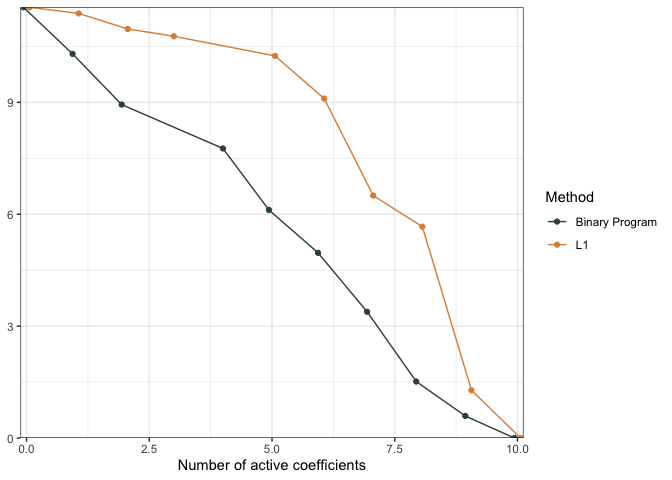 9
6
3
0
0.0 2.5 5.0 7.5 10.0
Number of active coefficients
Method
Binary Program
L1